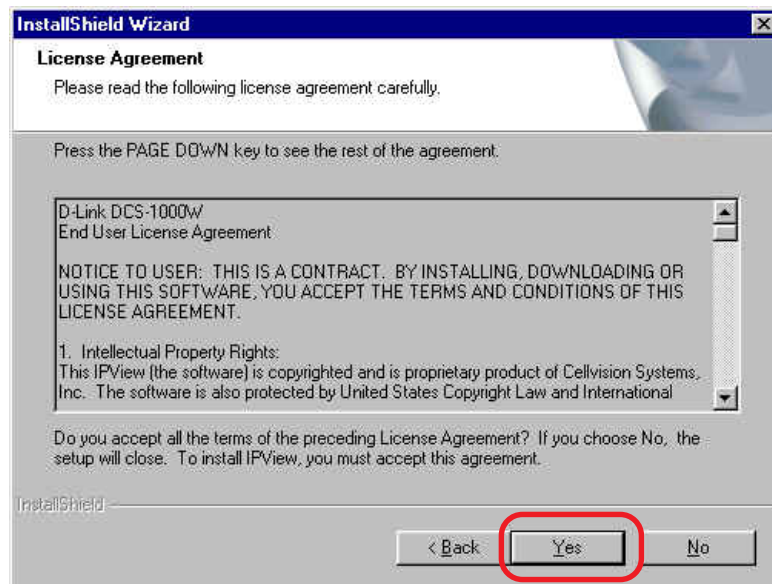 InstallShield Wizard
License Agreement
Please read the following license agreement carefully.
Press the PAGE DOWN key to see the rest of the agreement.
D-Link DCS-1000W
End User License Agreement
NOTICE TO USER: THIS IS A CONTRACT. BY INSTALLING, DOWNLOADING OR
USING THIS SOFTWARE, YOU ACCEPT THE TERMS AND CONDITIONS OF THIS
LICENSE AGREEMENT.
1. Intellectual Property Rights:
This IPView (the software) is copyrighted and is proprietary product of Cellvision Systems,
Inc. The software is also protected by United States Copyright Law and International
Do you accept all the terms of the preceding License Agreement? If you choose No, the
setup will close. To install IPView, you must accept this agreement.
InstallShield
< Back Yes No